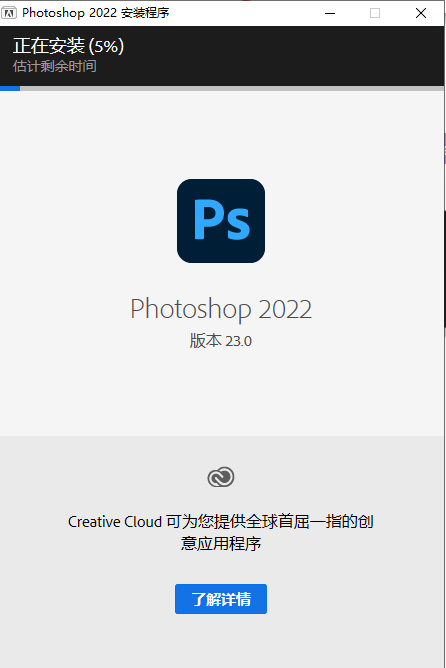 Photoshop 2022 安装程序
正在安装 (5%)
估计剩余时间
Ps
Photoshop 2022
版本 23.0
Creative Cloud 可为您提供全球首屈一指的创
意应用程序
了解详情